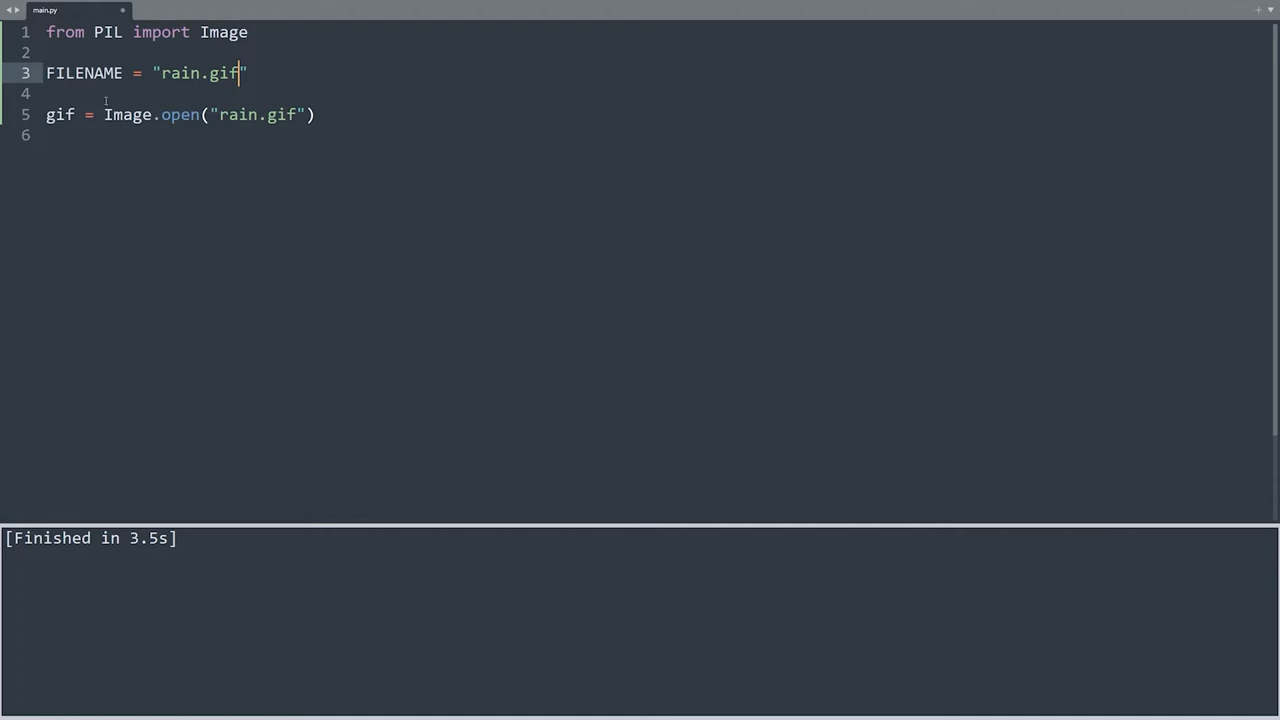 main.py
1 from PIL import Image
2
3 FILENAME = "rain.gif"
4
5 gif = Image.open("rain.gif")
6
[Finished in 3.5s]